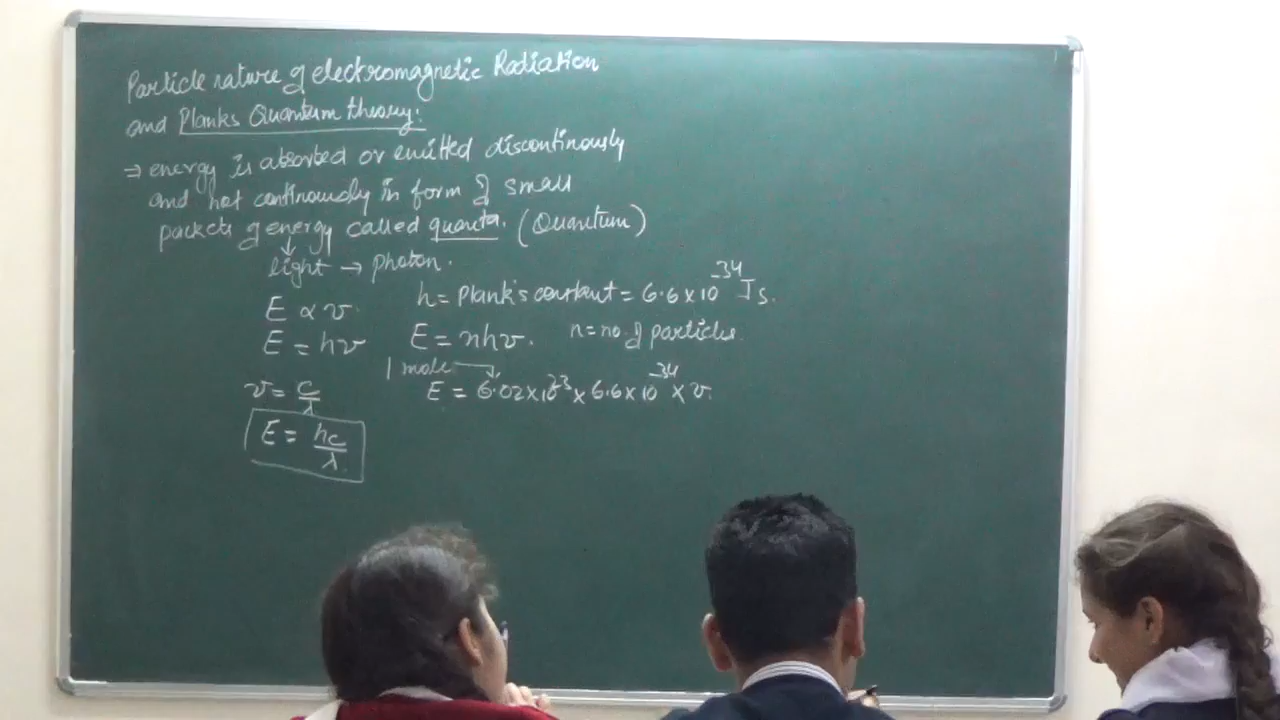 Particle nature of electromagnetic Radiation
and Planks Quantum theory:
⇒ energy is absorbed or emitted discontinously
and not continously in form of small
packets of energy called quanta. (Quantum)
↓
light → photon.
E ∝ ν.
h = Plank's constant = 6.6 x 10^-34 Js.
E = hν
E = nhν.
n = no. of particles.
1 mole →
ν = c/λ
E = 6.02 x 10^23 x 6.6 x 10^-34 x ν.
E = hc/λ